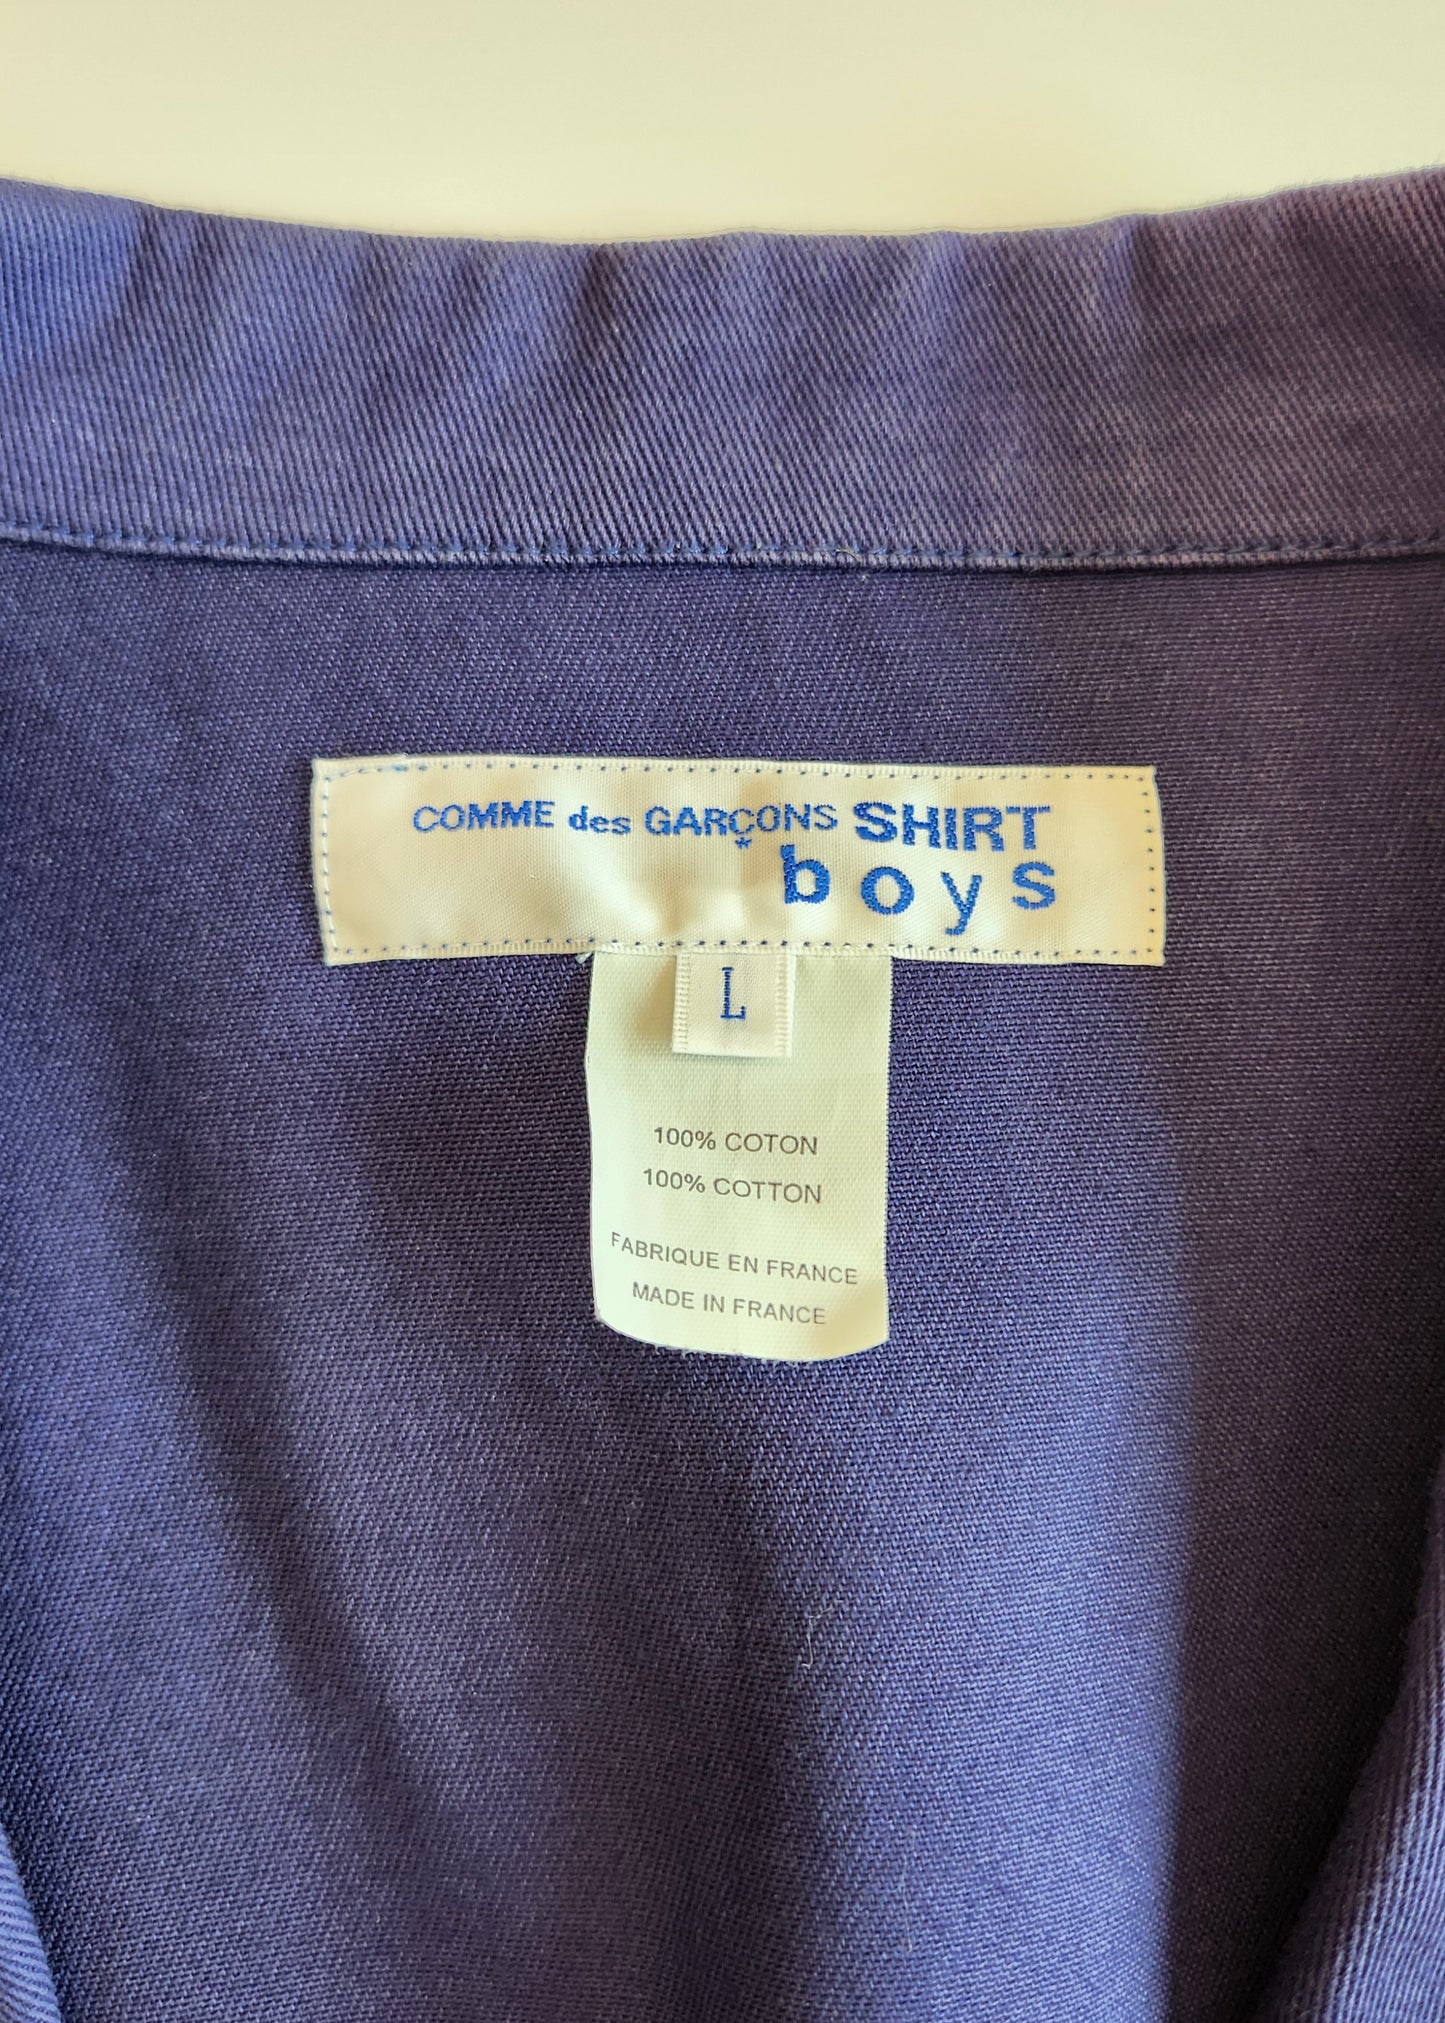 COMME des GARÇONS SHIRT
boys
L
100% COTON
100% COTTON
FABRIQUE EN FRANCE
MADE IN FRANCE